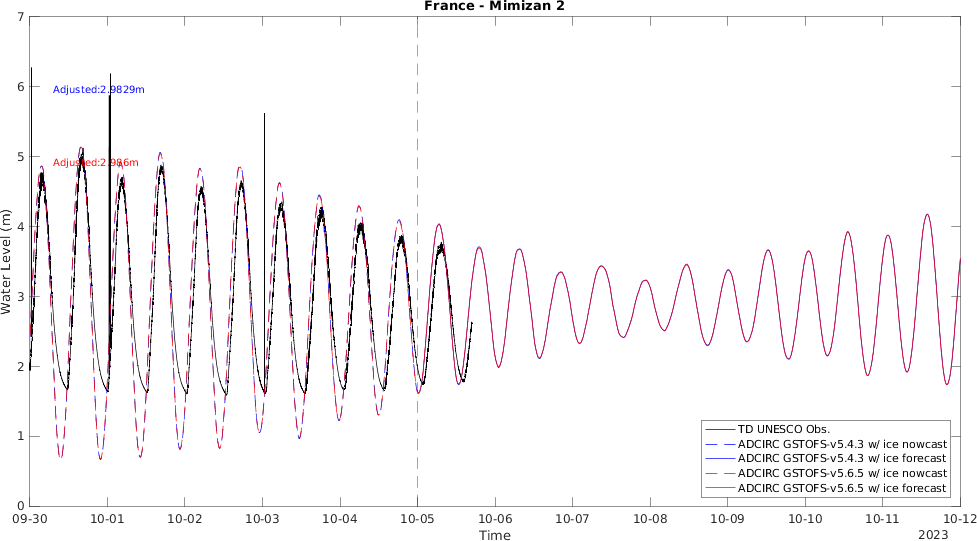 France - Mimizan 2
7
6
5
4
3
2
1
0
Water Level (m)
Adjusted:2.9829m
Adjusted:2.986m
TD UNESCO Obs.
ADCIRC GSTOFS-v5.4.3 w/ ice nowcast
ADCIRC GSTOFS-v5.4.3 w/ ice forecast
ADCIRC GSTOFS-v5.6.5 w/ ice nowcast
ADCIRC GSTOFS-v5.6.5 w/ ice forecast
09-30 10-01 10-02 10-03 10-04 10-05 10-06 10-07 10-08 10-09 10-10 10-11 10-12
Time
2023